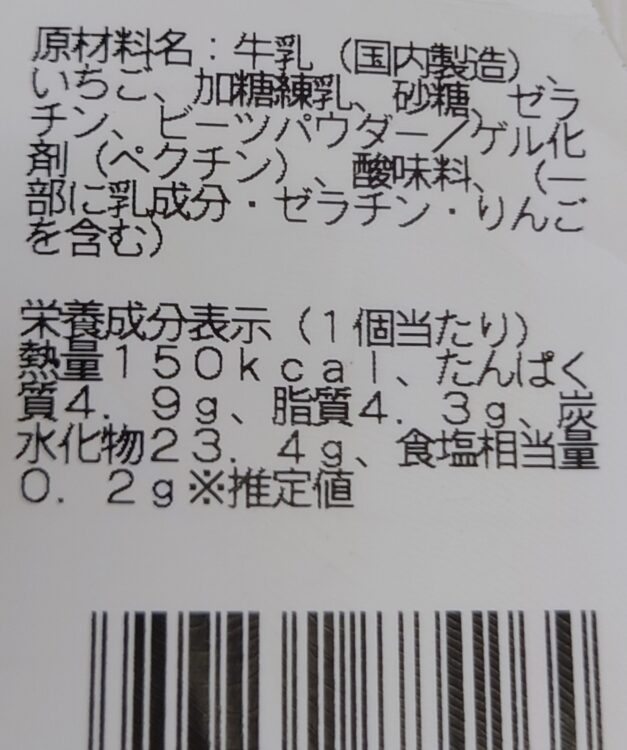 原材料名：牛乳（国内製造）、
いちご、加糖練乳、砂糖、ゼラ
チン、ビーツパウダー／ゲル化
剤（ペクチン）、酸味料、（一
部に乳成分・ゼラチン・りんご
を含む）
栄養成分表示（１個当たり）
熱量１５０ｋｃａｌ、たんぱく
質４．９ｇ、脂質４．３ｇ、炭
水化物２３．４ｇ、食塩相当量
０．２ｇ※推定値